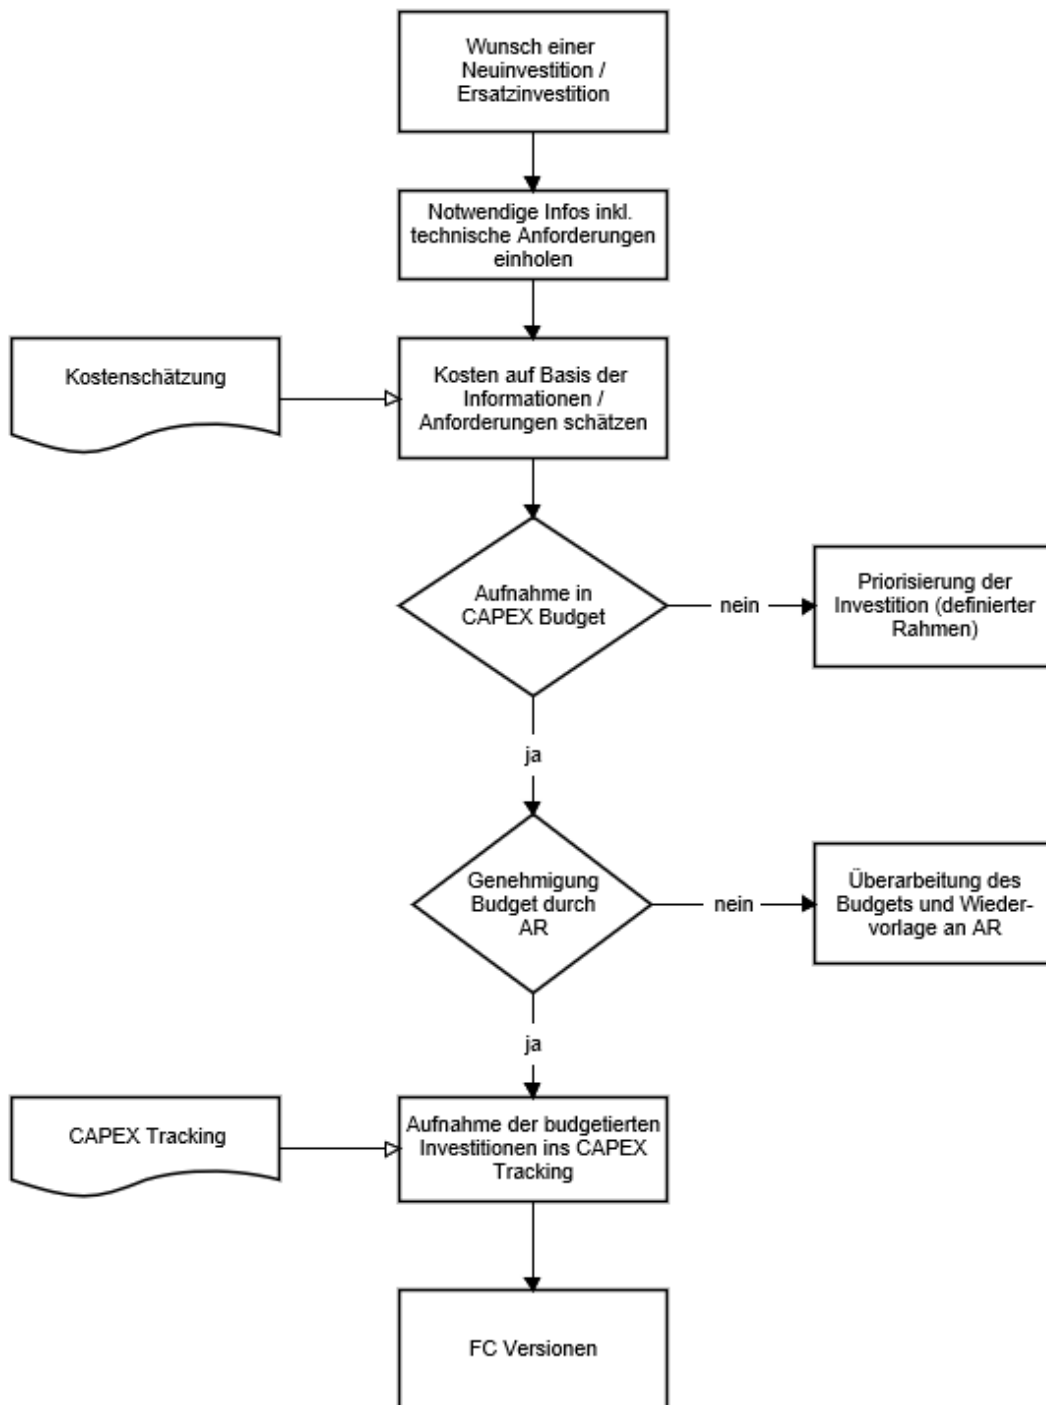 Wunsch einer
Neuinvestition /
Ersatzinvestition
Notwendige Infos inkl.
technische Anforderungen
einholen
Kostenschätzung
Kosten auf Basis der
Informationen /
Anforderungen schätzen
Aufnahme in
CAPEX Budget
nein
Priorisierung der
Investition (definierter
Rahmen)
ja
Genehmigung
Budget durch
AR
nein
Überarbeitung des
Budgets und Wieder-
vorlage an AR
ja
CAPEX Tracking
Aufnahme der budgetierten
Investitionen ins CAPEX
Tracking
FC Versionen